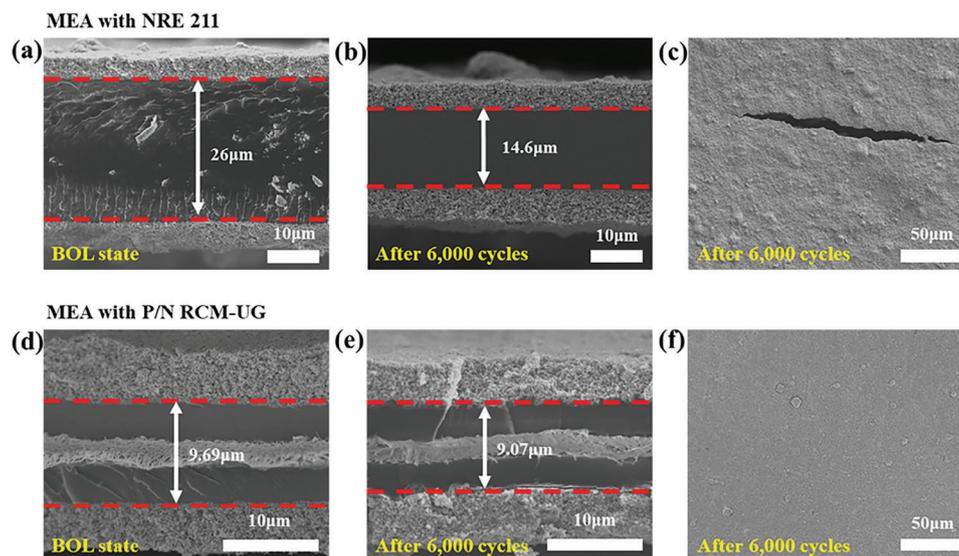 MEA with NRE 211
(a)
26μm
10μm
BOL state
(b)
14.6μm
10μm
After 6,000 cycles
(c)
50μm
After 6,000 cycles
MEA with P/N RCM-UG
(d)
9.69μm
10μm
BOL state
(e)
9.07μm
10μm
After 6,000 cycles
(f)
50μm
After 6,000 cycles